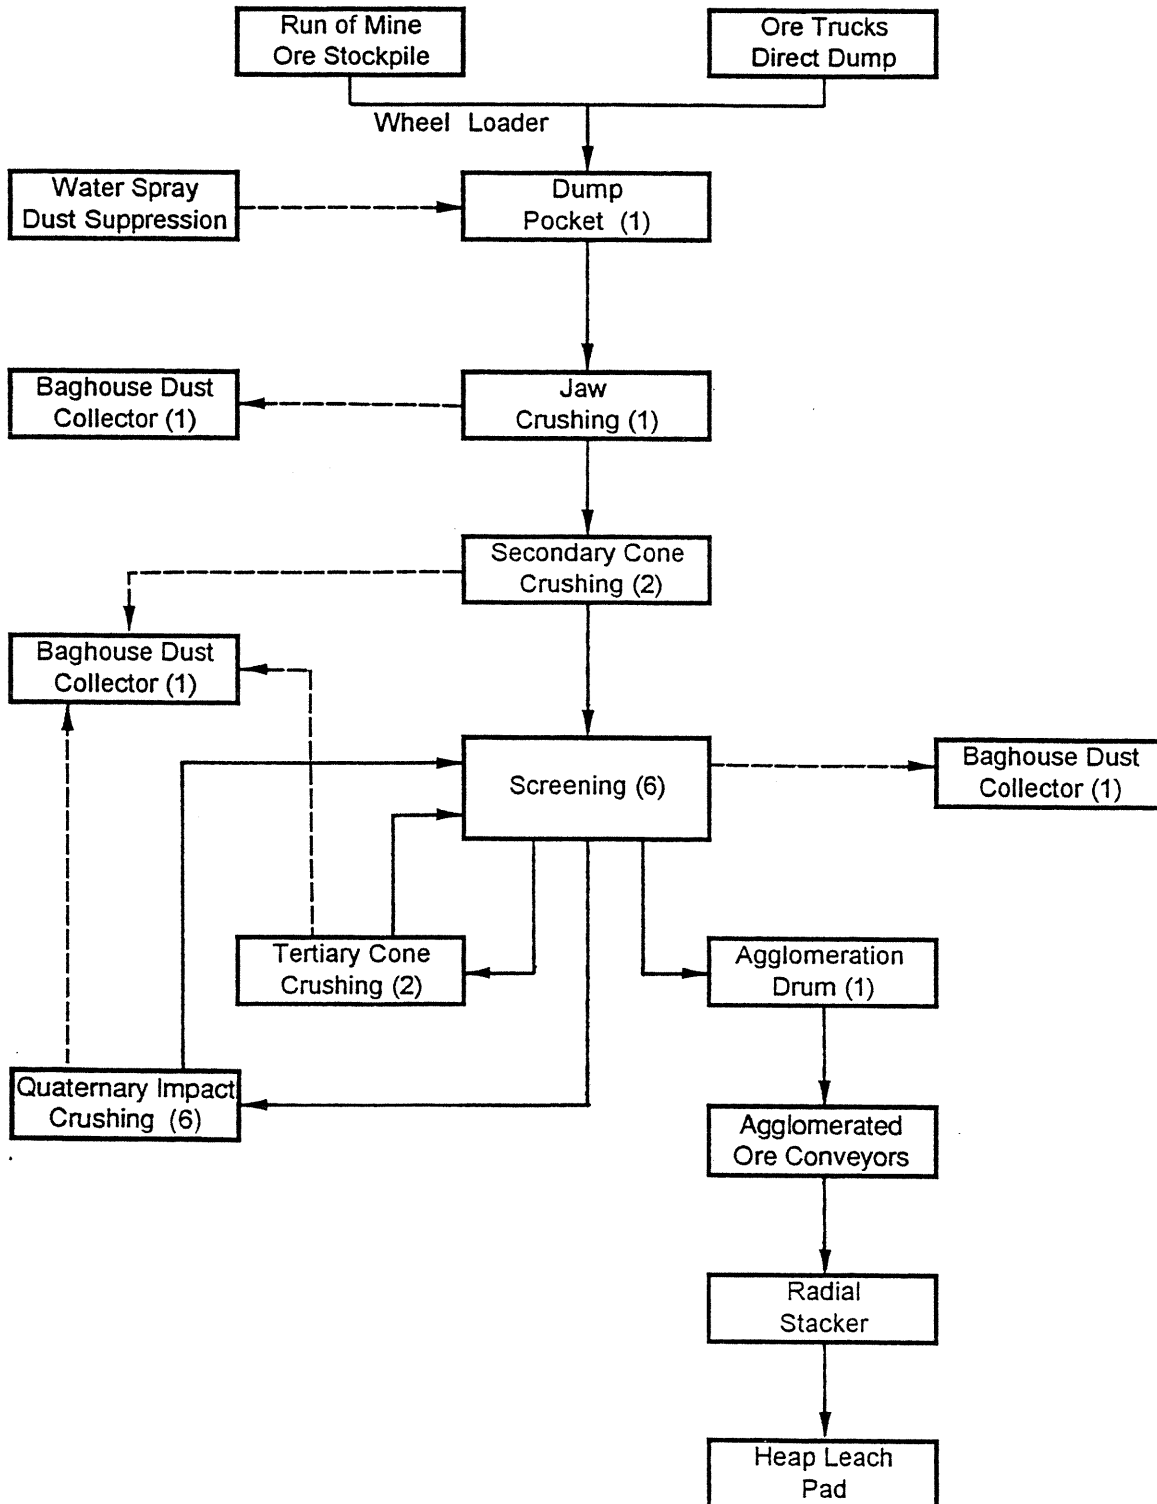 Run of Mine
Ore Stockpile
Ore Trucks
Direct Dump
Wheel Loader
Water Spray
Dust Suppression
Dump
Pocket (1)
Baghouse Dust
Collector (1)
Jaw
Crushing (1)
Secondary Cone
Crushing (2)
Baghouse Dust
Collector (1)
Screening (6)
Baghouse Dust
Collector (1)
Tertiary Cone
Crushing (2)
Agglomeration
Drum (1)
Quaternary Impact
Crushing (6)
Agglomerated
Ore Conveyors
Radial
Stacker
Heap Leach
Pad